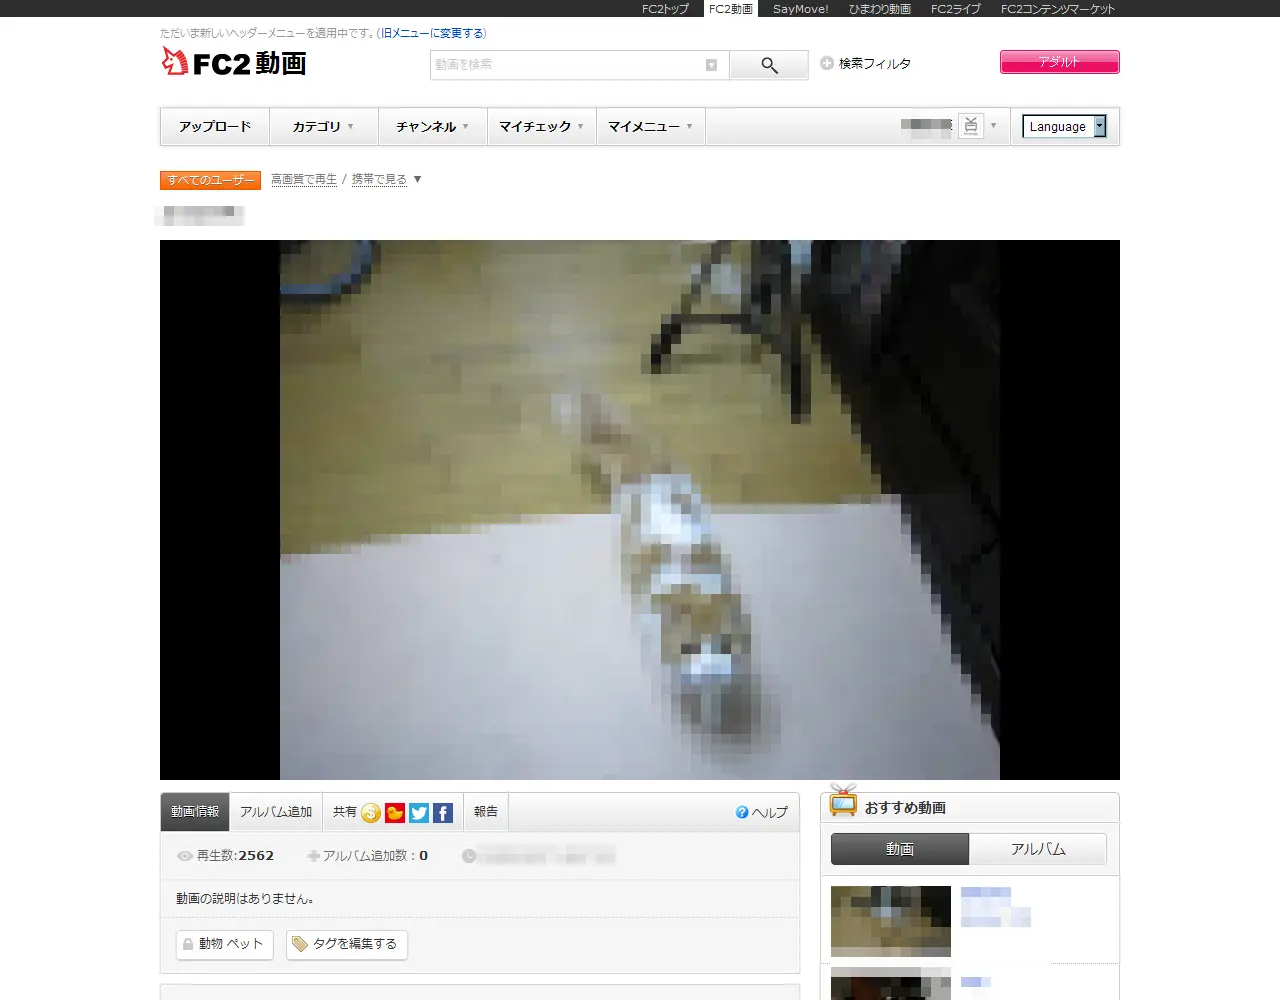 FC2トップ FC2動画 SayMove! ひまわり動画 FC2ライブ FC2コンテンツマーケット
ただいま新しいヘッダーメニューを適用中です。(旧メニューに変更する)
FC2 動画 動画を検索 検索フィルタ アダルト
アップロード カテゴリ チャンネル マイチェック マイメニュー Language
すべてのユーザー 高画質で再生 / 携帯で見る
動画情報 アルバム追加 共有 報告 ヘルプ
再生数:2562 アルバム追加数:0
動画の説明はありません。
動物 ペット タグを編集する
おすすめ動画
動画 アルバム